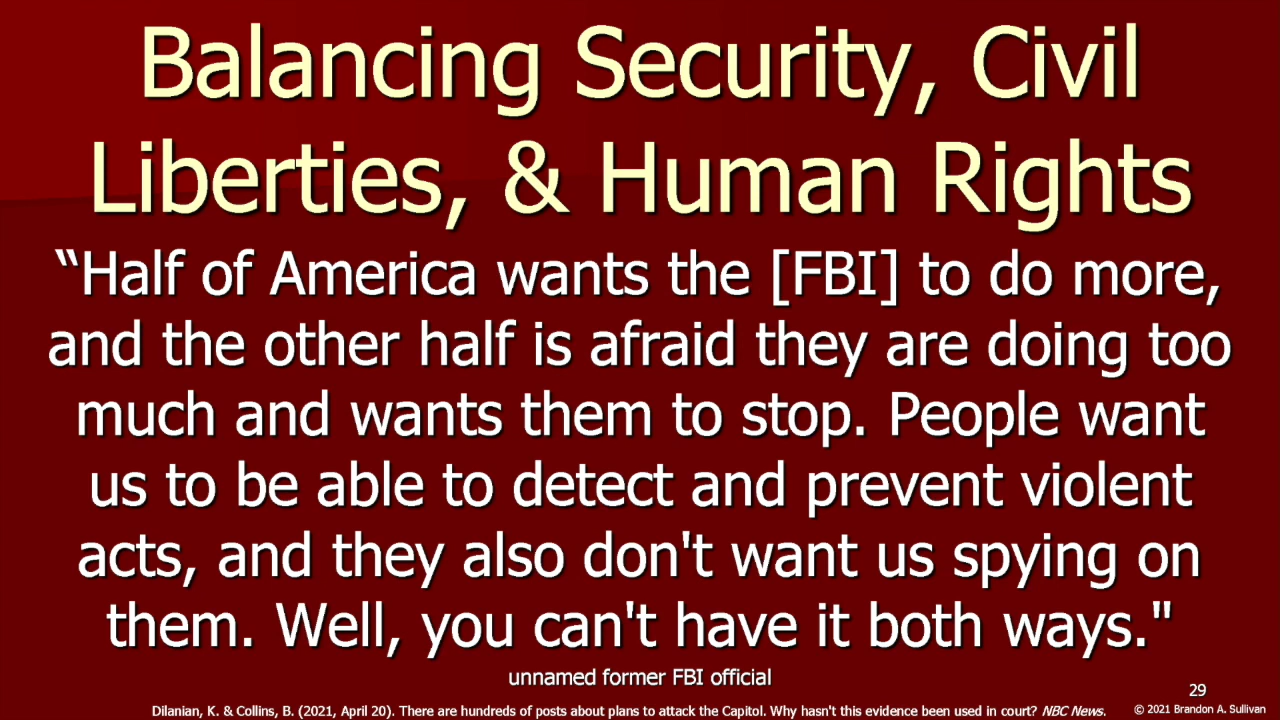 Balancing Security, Civil
Liberties, & Human Rights
“Half of America wants the [FBI] to do more,
and the other half is afraid they are doing too
much and wants them to stop. People want
us to be able to detect and prevent violent
acts, and they also don't want us spying on
them. Well, you can't have it both ways."
unnamed former FBI official
29
Dilanian, K. & Collins, B. (2021, April 20). There are hundreds of posts about plans to attack the Capitol. Why hasn't this evidence been used in court? NBC News.
© 2021 Brandon A. Sullivan